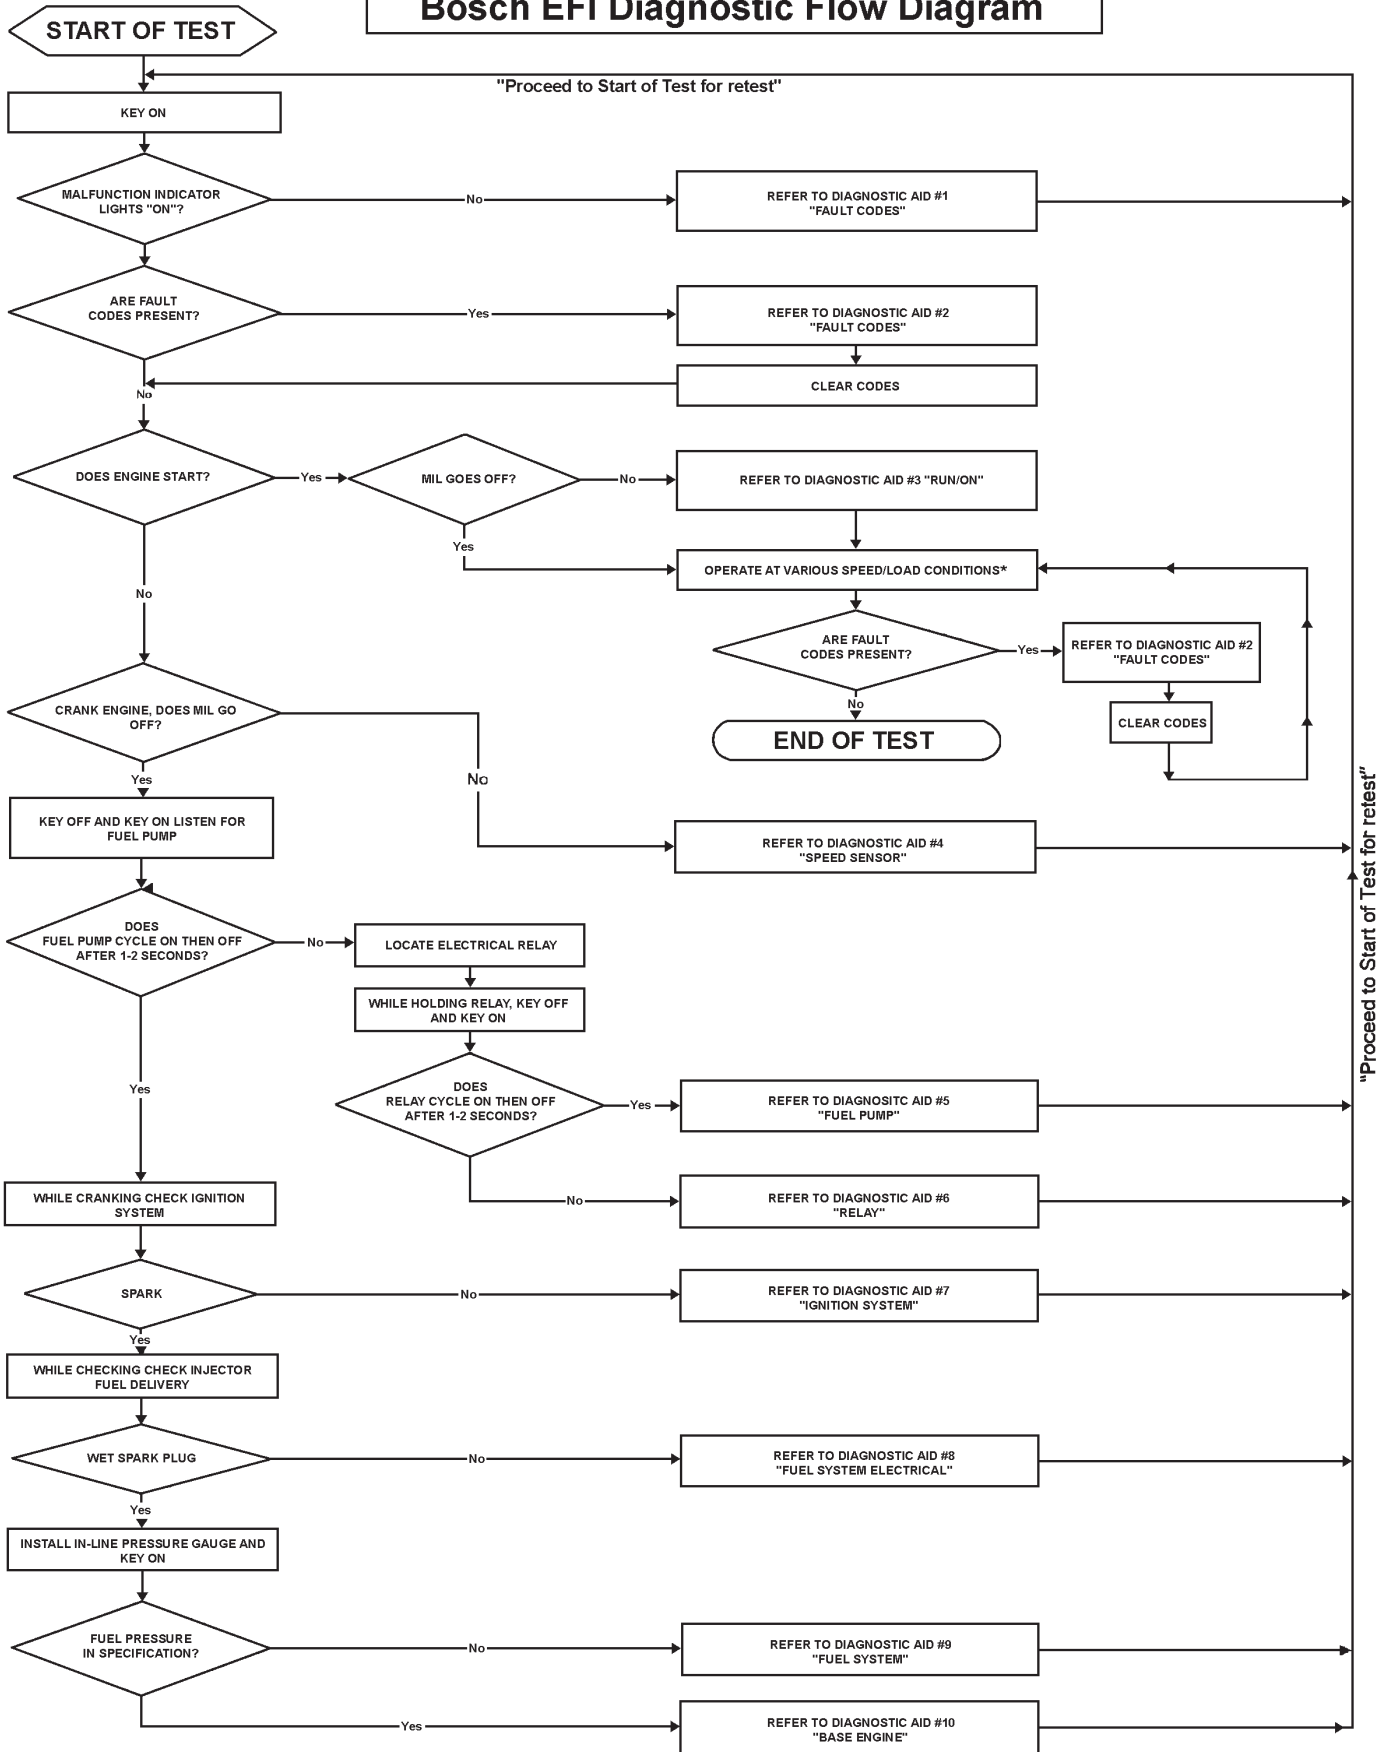 Bosch EFI Diagnostic Flow Diagram
START OF TEST
"Proceed to Start of Test for retest"
KEY ON
MALFUNCTION INDICATOR
LIGHTS "ON"?
No
REFER TO DIAGNOSTIC AID #1
"FAULT CODES"
ARE FAULT
CODES PRESENT?
Yes
REFER TO DIAGNOSTIC AID #2
"FAULT CODES"
CLEAR CODES
No
DOES ENGINE START?
Yes
MIL GOES OFF?
No
REFER TO DIAGNOSTIC AID #3 "RUN/ON"
Yes
OPERATE AT VARIOUS SPEED/LOAD CONDITIONS*
No
ARE FAULT
CODES PRESENT?
Yes
REFER TO DIAGNOSTIC AID #2
"FAULT CODES"
No
CLEAR CODES
END OF TEST
CRANK ENGINE, DOES MIL GO
OFF?
No
Yes
KEY OFF AND KEY ON LISTEN FOR
FUEL PUMP
REFER TO DIAGNOSTIC AID #4
"SPEED SENSOR"
"Proceed to Start of Test for retest"
DOES
FUEL PUMP CYCLE ON THEN OFF
AFTER 1-2 SECONDS?
No
LOCATE ELECTRICAL RELAY
WHILE HOLDING RELAY, KEY OFF
AND KEY ON
Yes
DOES
RELAY CYCLE ON THEN OFF
AFTER 1-2 SECONDS?
Yes
REFER TO DIAGNOSITC AID #5
"FUEL PUMP"
No
REFER TO DIAGNOSTIC AID #6
"RELAY"
WHILE CRANKING CHECK IGNITION
SYSTEM
SPARK
No
REFER TO DIAGNOSTIC AID #7
"IGNITION SYSTEM"
Yes
WHILE CHECKING CHECK INJECTOR
FUEL DELIVERY
WET SPARK PLUG
No
REFER TO DIAGNOSTIC AID #8
"FUEL SYSTEM ELECTRICAL"
Yes
INSTALL IN-LINE PRESSURE GAUGE AND
KEY ON
FUEL PRESSURE
IN SPECIFICATION?
No
REFER TO DIAGNOSTIC AID #9
"FUEL SYSTEM"
Yes
REFER TO DIAGNOSTIC AID #10
"BASE ENGINE"